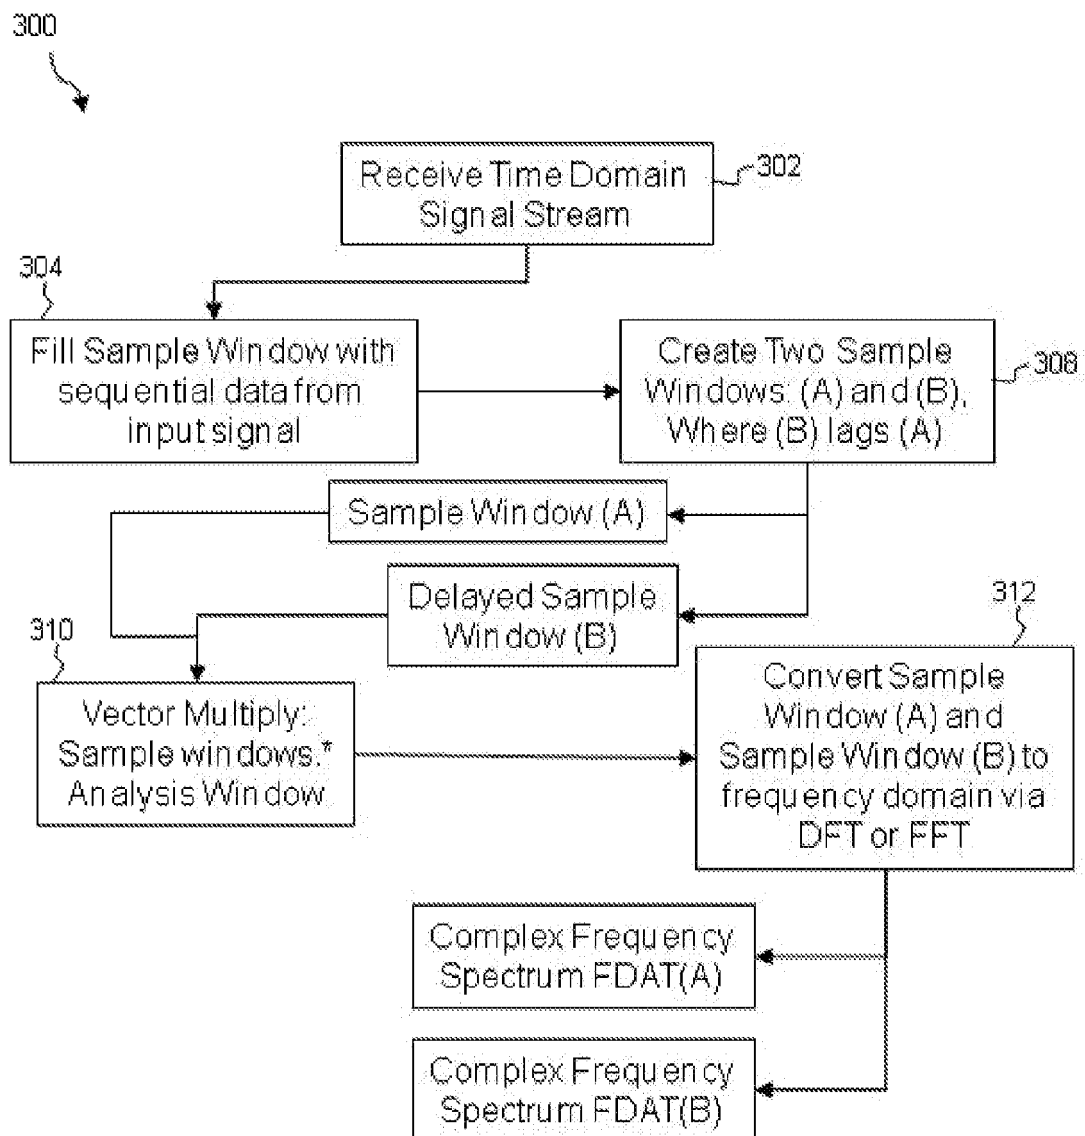 300
Receive Time Domain
Signal Stream
302
304
Fill Sample Window with
sequential data from
input signal
Create Two Sample
Windows: (A) and (B),
Where (B) lags (A)
308
Sample Window (A)
Delayed Sample
Window (B)
310
Vector Multiply:
Sample windows.*
Analysis Window
312
Convert Sample
Window (A) and
Sample Window (B) to
frequency domain via
DFT or FFT
Complex Frequency
Spectrum FDAT(A)
Complex Frequency
Spectrum FDAT(B)